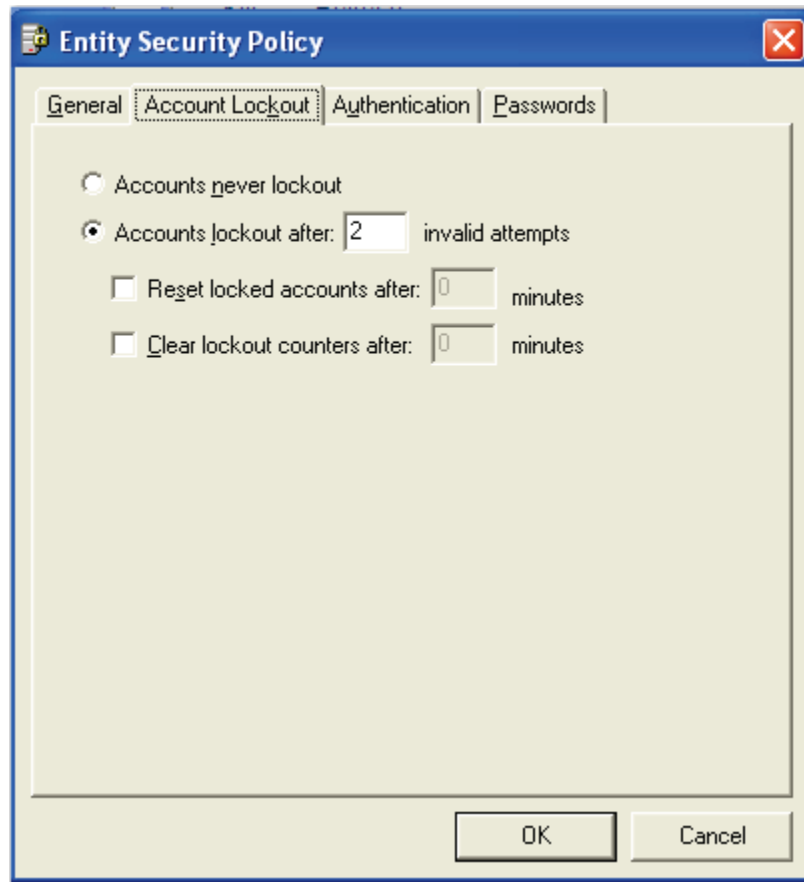 Entity Security Policy
General Account Lockout Authentication Passwords
Accounts never lockout
Accounts lockout after: 2 invalid attempts
Reset locked accounts after: 0 minutes
Clear lockout counters after: 0 minutes
OK Cancel